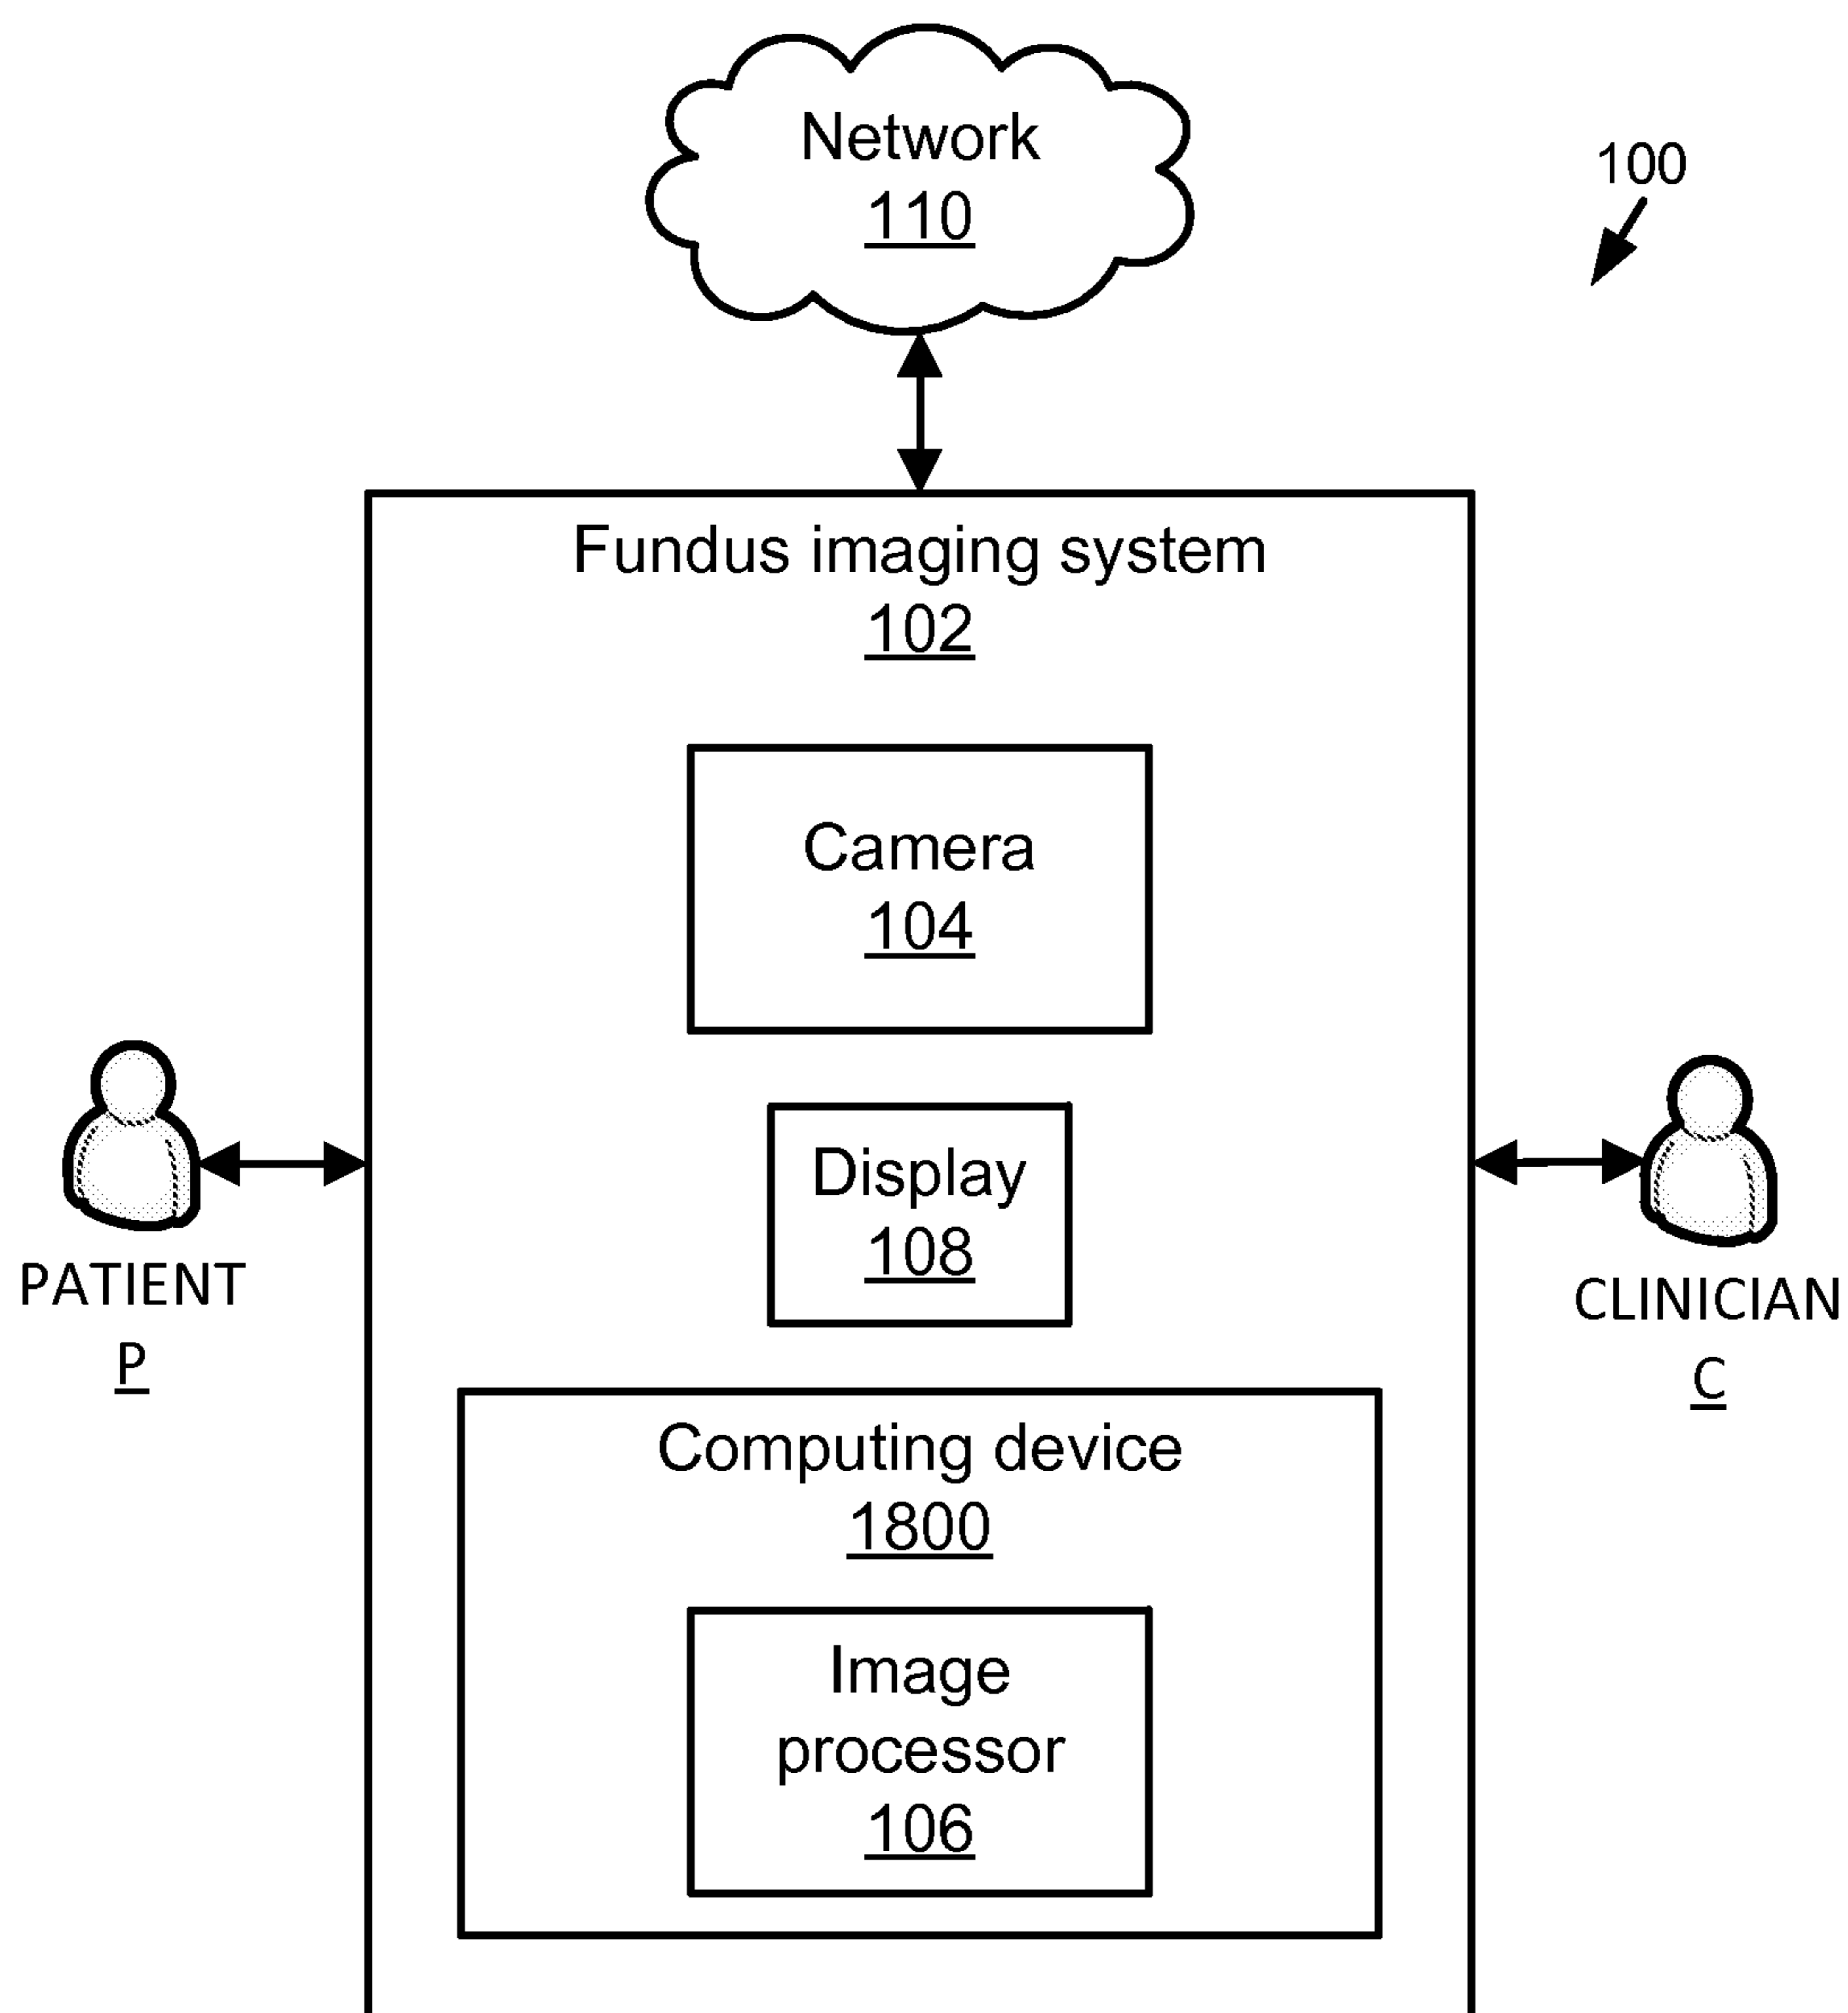 Network
110
100
Fundus imaging system
102
Camera
104
Display
108
PATIENT
P
CLINICIAN
C
Computing device
1800
Image
processor
106